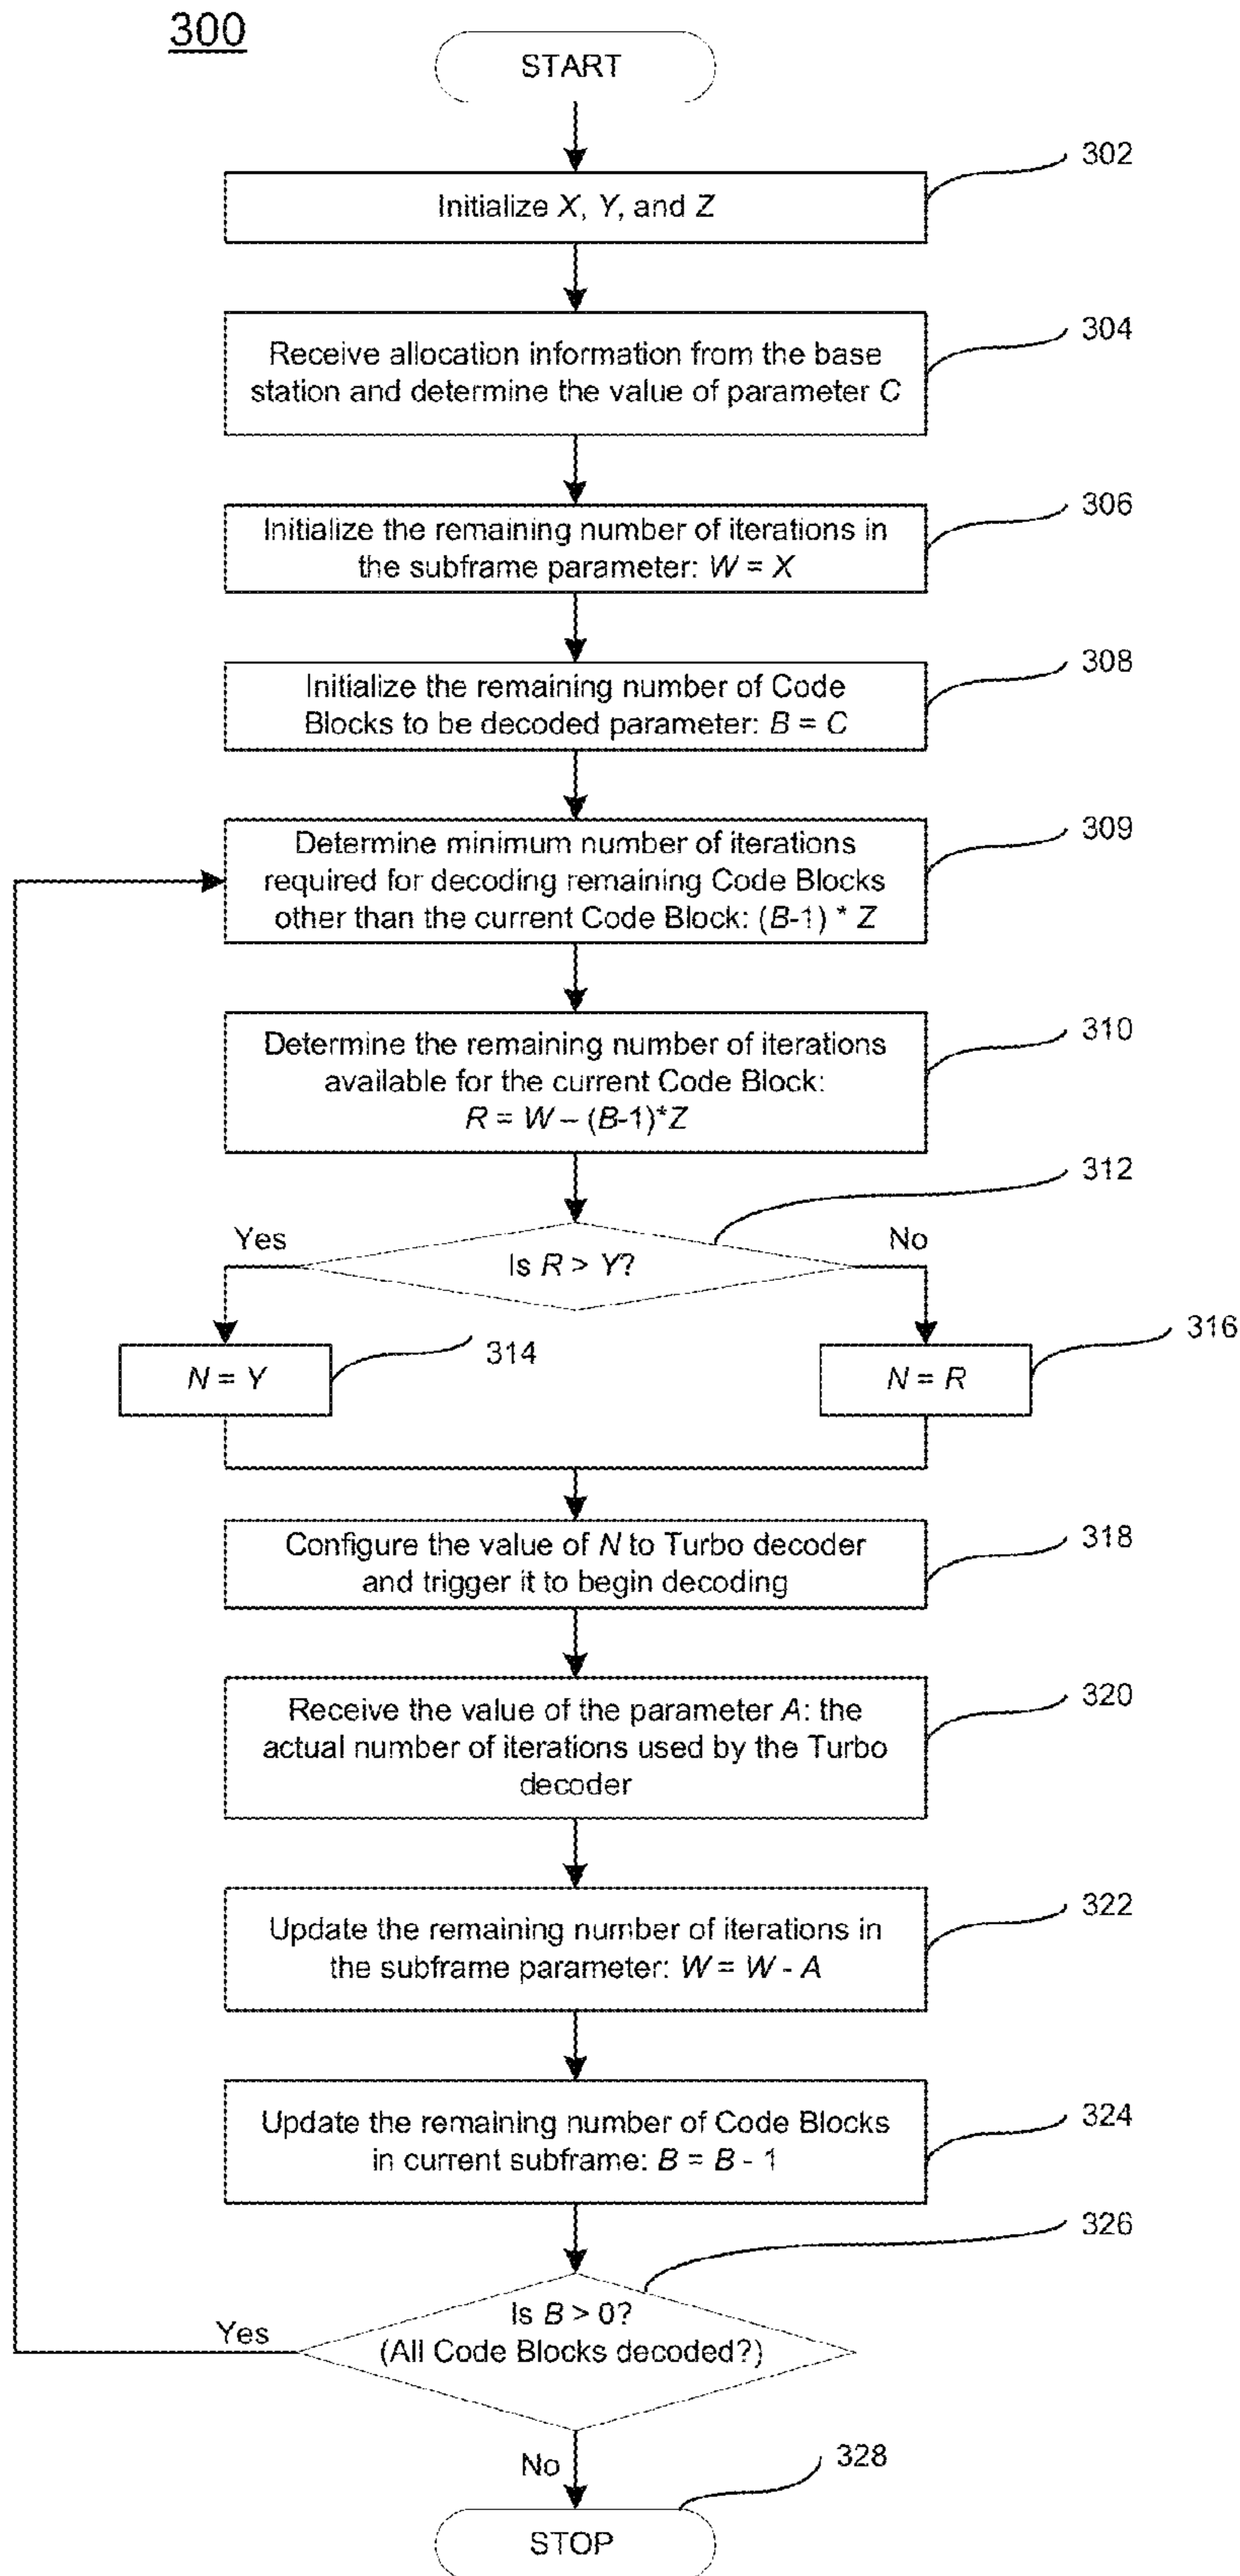 300
START
302
Initialize X, Y, and Z
304
Receive allocation information from the base
station and determine the value of parameter C
306
Initialize the remaining number of iterations in
the subframe parameter: W = X
308
Initialize the remaining number of Code
Blocks to be decoded parameter: B = C
309
Determine minimum number of iterations
required for decoding remaining Code Blocks
other than the current Code Block: (B-1) * Z
310
Determine the remaining number of iterations
available for the current Code Block:
R = W – (B-1)*Z
312
Yes
Is R > Y?
No
314
N = Y
316
N = R
318
Configure the value of N to Turbo decoder
and trigger it to begin decoding
320
Receive the value of the parameter A: the
actual number of iterations used by the Turbo
decoder
322
Update the remaining number of iterations in
the subframe parameter: W = W - A
324
Update the remaining number of Code Blocks
in current subframe: B = B - 1
326
Is B > 0?
Yes
(All Code Blocks decoded?)
No
328
STOP